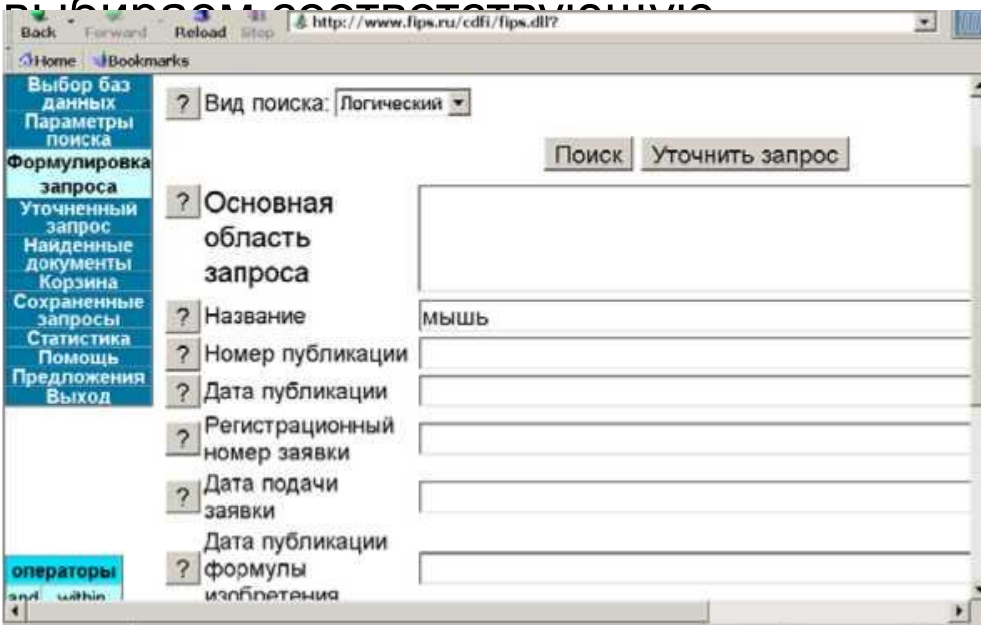 выбираем соответствующую
Back Forward Reload Stop http://www.fips.ru/cdfi/fips.dll?
Home Bookmarks
Выбор баз
данных
Параметры
поиска
Формулировка
запроса
Уточненный
запрос
Найденные
документы
Корзина
Сохраненные
запросы
Статистика
Помощь
Предложения
Выход
операторы
and within
? Вид поиска: Логический
Поиск Уточнить запрос
? Основная
область
запроса
? Название мышь
? Номер публикации
? Дата публикации
? Регистрационный
номер заявки
? Дата подачи
заявки
? Дата публикации
формулы
изобретения